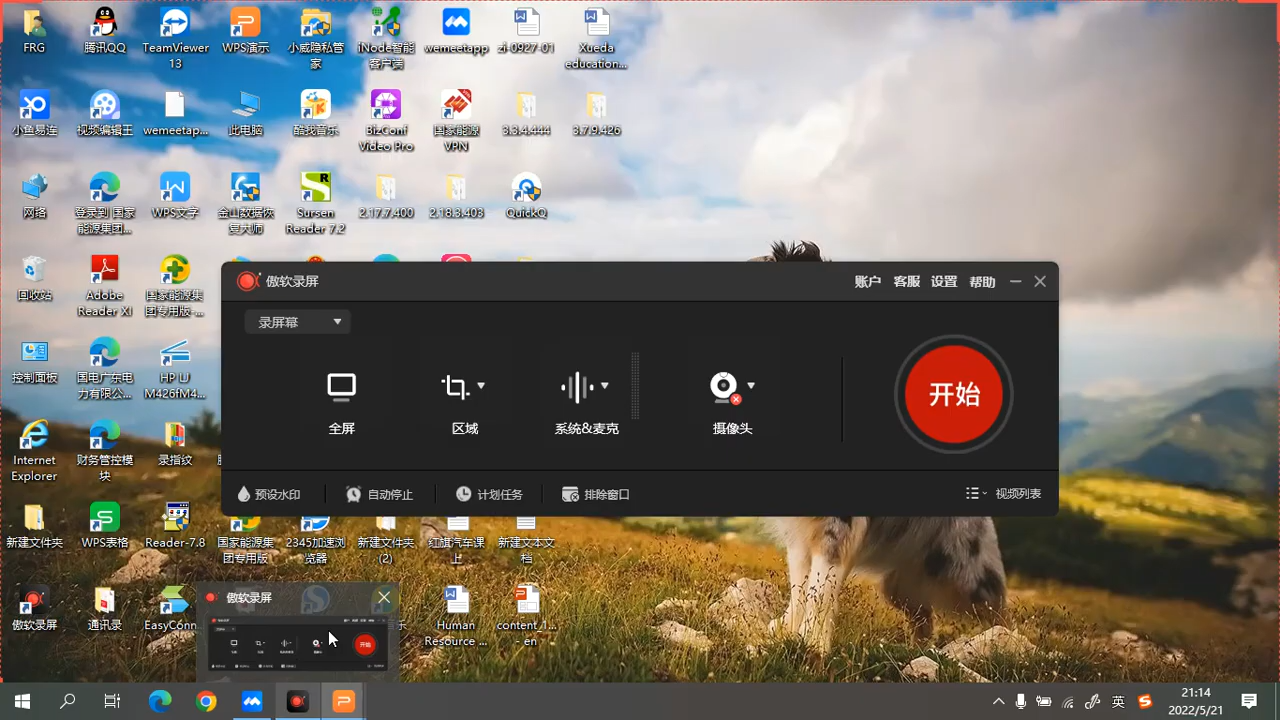 FRG
腾讯QQ
TeamViewer
13
WPS演示
小威隐私管
家
iNode智能
客户端
wemeetapp
zi-0927-01
Xueda
education...
小鱼易连
视频编辑王
wemeetap...
此电脑
酷我音乐
BizConf
Video Pro
国家能源
VPN
3.3.4.444
3.7.9.426
网络
登录到 国家
能源集团...
WPS文字
金山数据恢
复大师
Sursen
Reader 7.2
2.17.7.400
2.18.3.403
QuickQ
回收站
Adobe
Reader XI
国家能源集
团专用版-...
傲软录屏
账户
客服
设置
帮助
录屏幕
全屏
区域
系统&麦克
摄像头
开始
预设水印
自动停止
计划任务
排除窗口
视频列表
控制面板
国电广东电
力有限公...
HP LJ
M426fM4...
Internet
Explorer
财务管控模
块
录指纹
新建文件夹
WPS表格
Reader-7.8
国家能源集
团专用版
2345加速浏
览器
新建文件夹
(2)
红旗汽车课
上
新建文本文
档
傲软录屏
通讯录
EasyConn
傲软录屏
开始
Human
Resource ...
content_1...
- en
英
21:14
2022/5/21